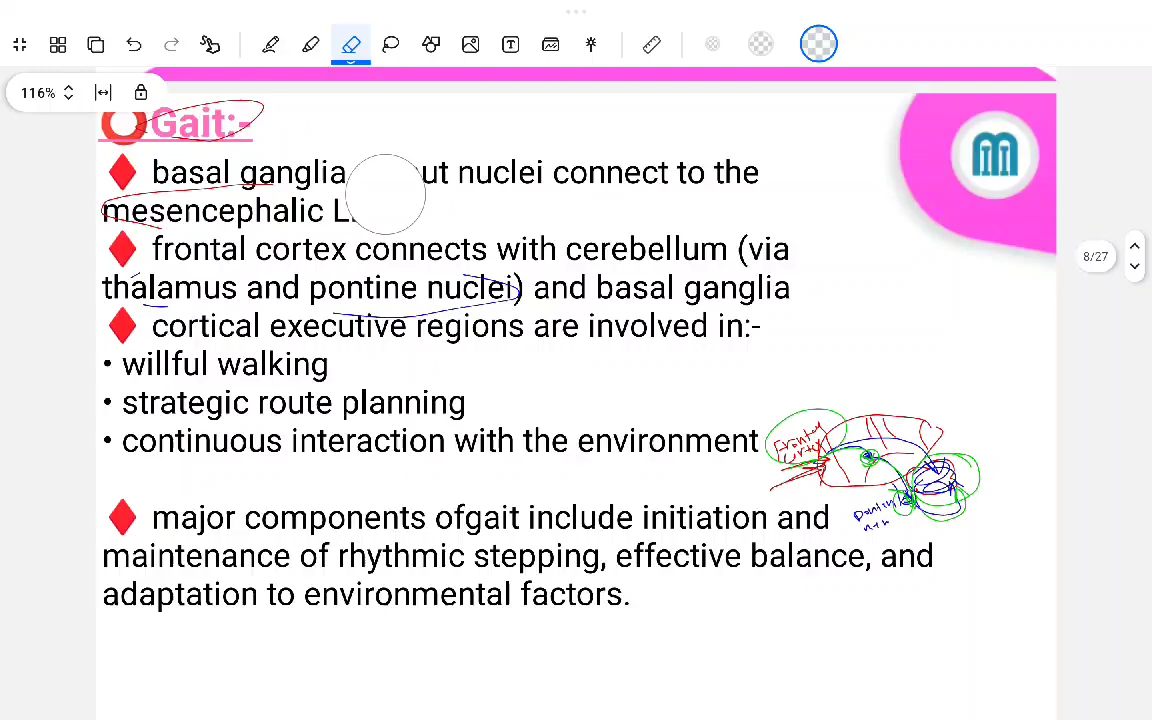 116%
Gait:-
basal ganglia ut nuclei connect to the
mesencephalic L
frontal cortex connects with cerebellum (via
thalamus and pontine nuclei) and basal ganglia
8/27
cortical executive regions are involved in:-
• willful walking
• strategic route planning
• continuous interaction with the environment
cortex
major components ofgait include initiation and
maintenance of rhythmic stepping, effective balance, and
adaptation to environmental factors.